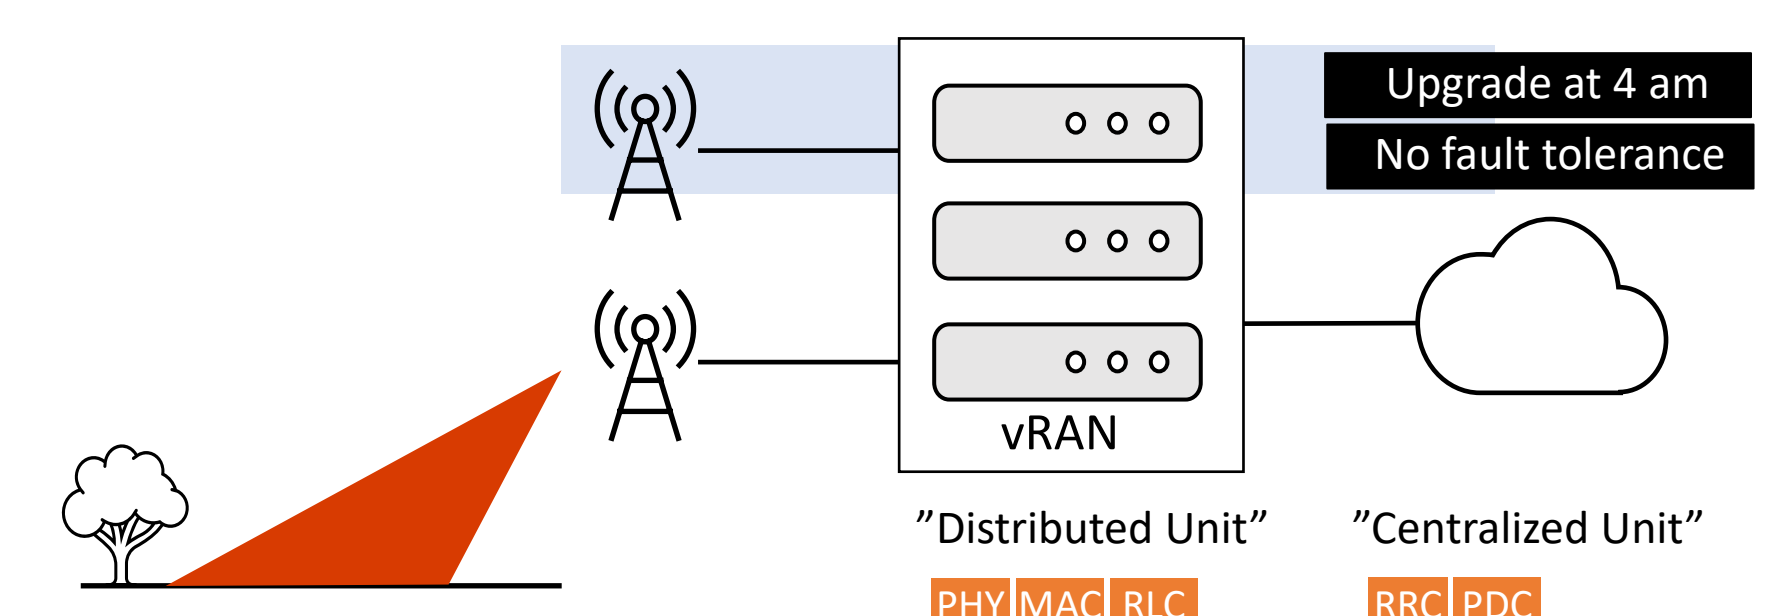 Upgrade at 4 am
No fault tolerance
vRAN
”Distributed Unit” ”Centralized Unit”
PHY MAC RLC RRC PDC